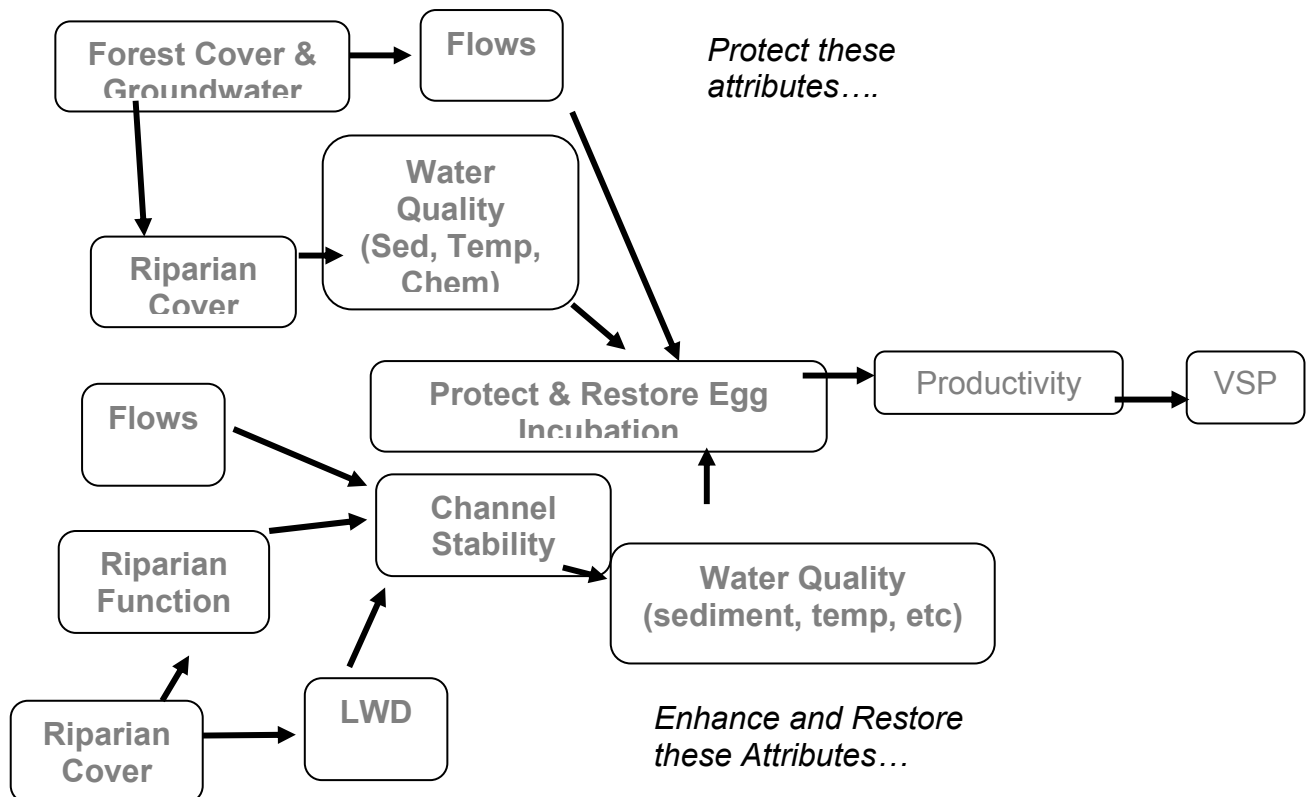 Forest Cover &
Groundwater
Flows
Protect these
attributes….
Water
Quality
(Sed, Temp,
Chem)
Riparian
Cover
Protect & Restore Egg
Incubation
Productivity
VSP
Flows
Channel
Stability
Riparian
Function
Water Quality
(sediment, temp, etc)
LWD
Riparian
Cover
Enhance and Restore
these Attributes…